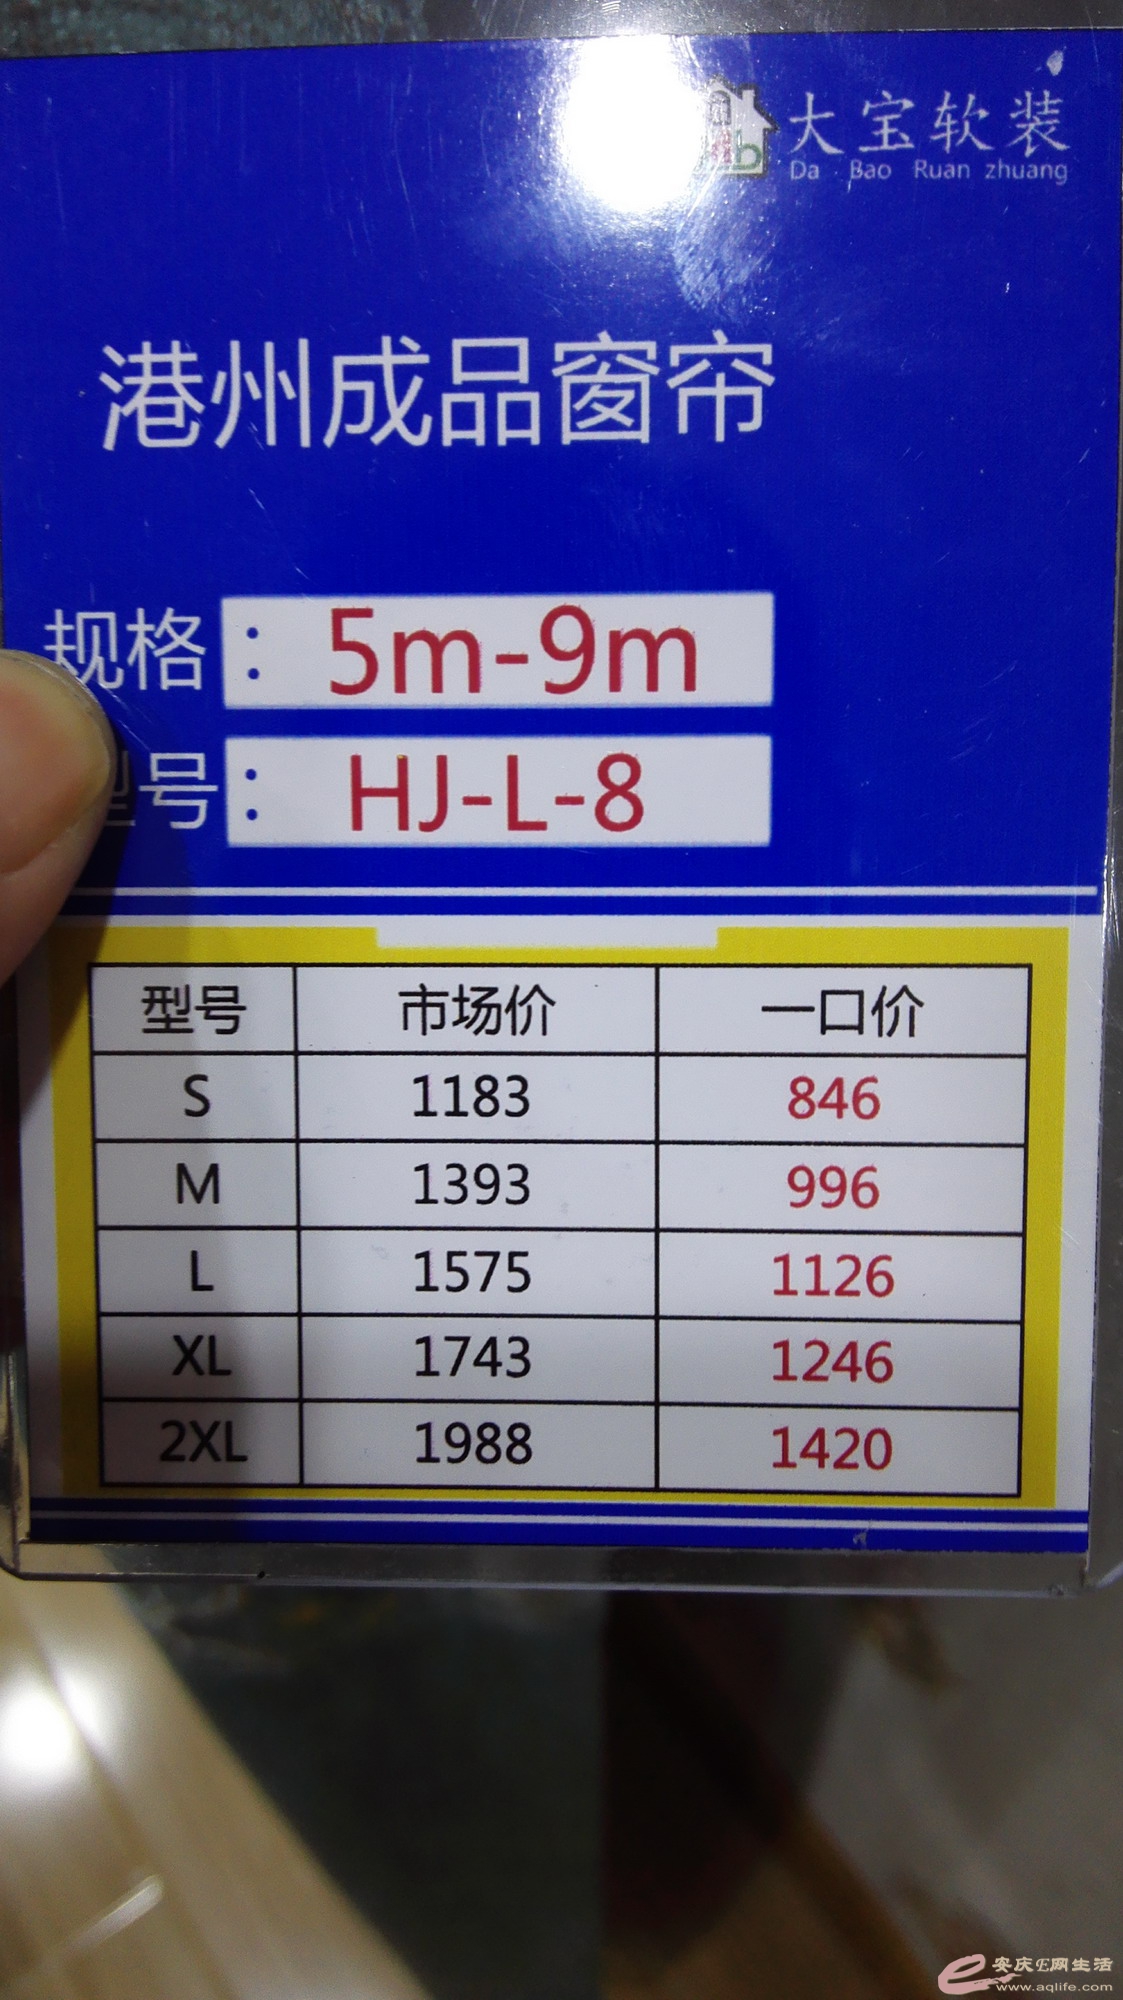 大宝软装
Da Bao Ruan zhuang
港州成品窗帘
规格：5m-9m
型号：HJ-L-8
型号 市场价 一口价
S 1183 846
M 1393 996
L 1575 1126
XL 1743 1246
2XL 1988 1420
安庆E网生活
www.aqlife.com